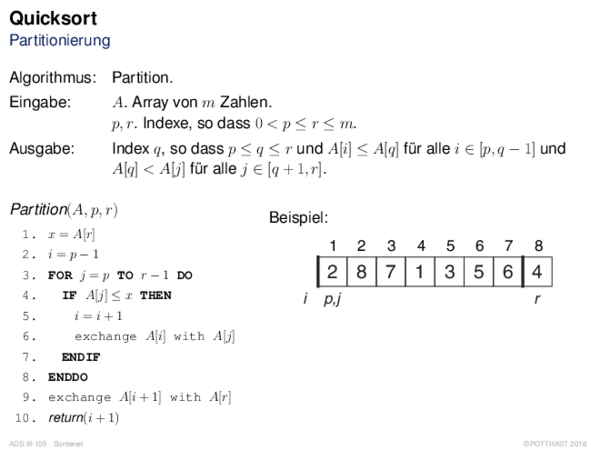 Quicksort
Partitionierung
Algorithmus: Partition.
Eingabe: A. Array von m Zahlen.
p, r. Indexe, so dass 0 < p ≤ r ≤ m.
Ausgabe: Index q, so dass p ≤ q ≤ r und A[i] ≤ A[q] für alle i ∈ [p, q − 1] und
A[q] < A[j] für alle j ∈ [q + 1, r].
Partition(A, p, r)
1. x = A[r]
2. i = p − 1
3. FOR j = p TO r − 1 DO
4. IF A[j] ≤ x THEN
5. i = i + 1
6. exchange A[i] with A[j]
7. ENDIF
8. ENDDO
9. exchange A[i + 1] with A[r]
10. return(i + 1)
Beispiel:
1 2 3 4 5 6 7 8
2 8 7 1 3 5 6 4
i p,j r
ADS:III-105 Sortieren
©POTTHAST 2018